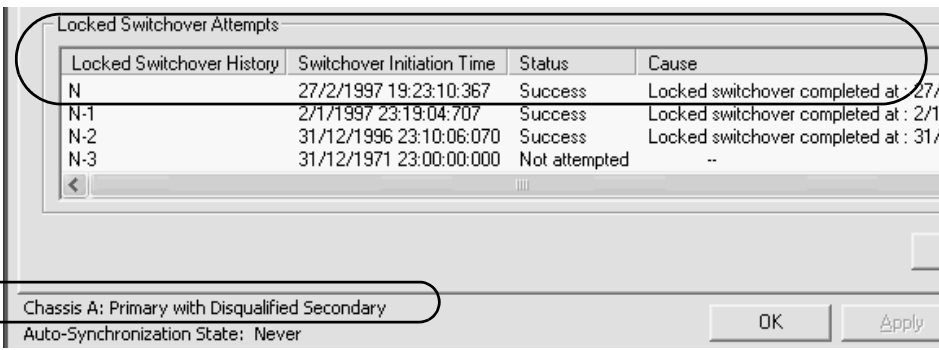 Locked Switchover Attempts
Locked Switchover History Switchover Initiation Time Status Cause
N 27/2/1997 19:23:10:367 Success Locked switchover completed at : 27/
N-1 2/1/1997 23:19:04:707 Success Locked switchover completed at : 2/1
N-2 31/12/1996 23:10:06:070 Success Locked switchover completed at : 31/
N-3 31/12/1971 23:00:00:000 Not attempted --
Chassis A: Primary with Disqualified Secondary
Auto-Synchronization State: Never
OK Apply